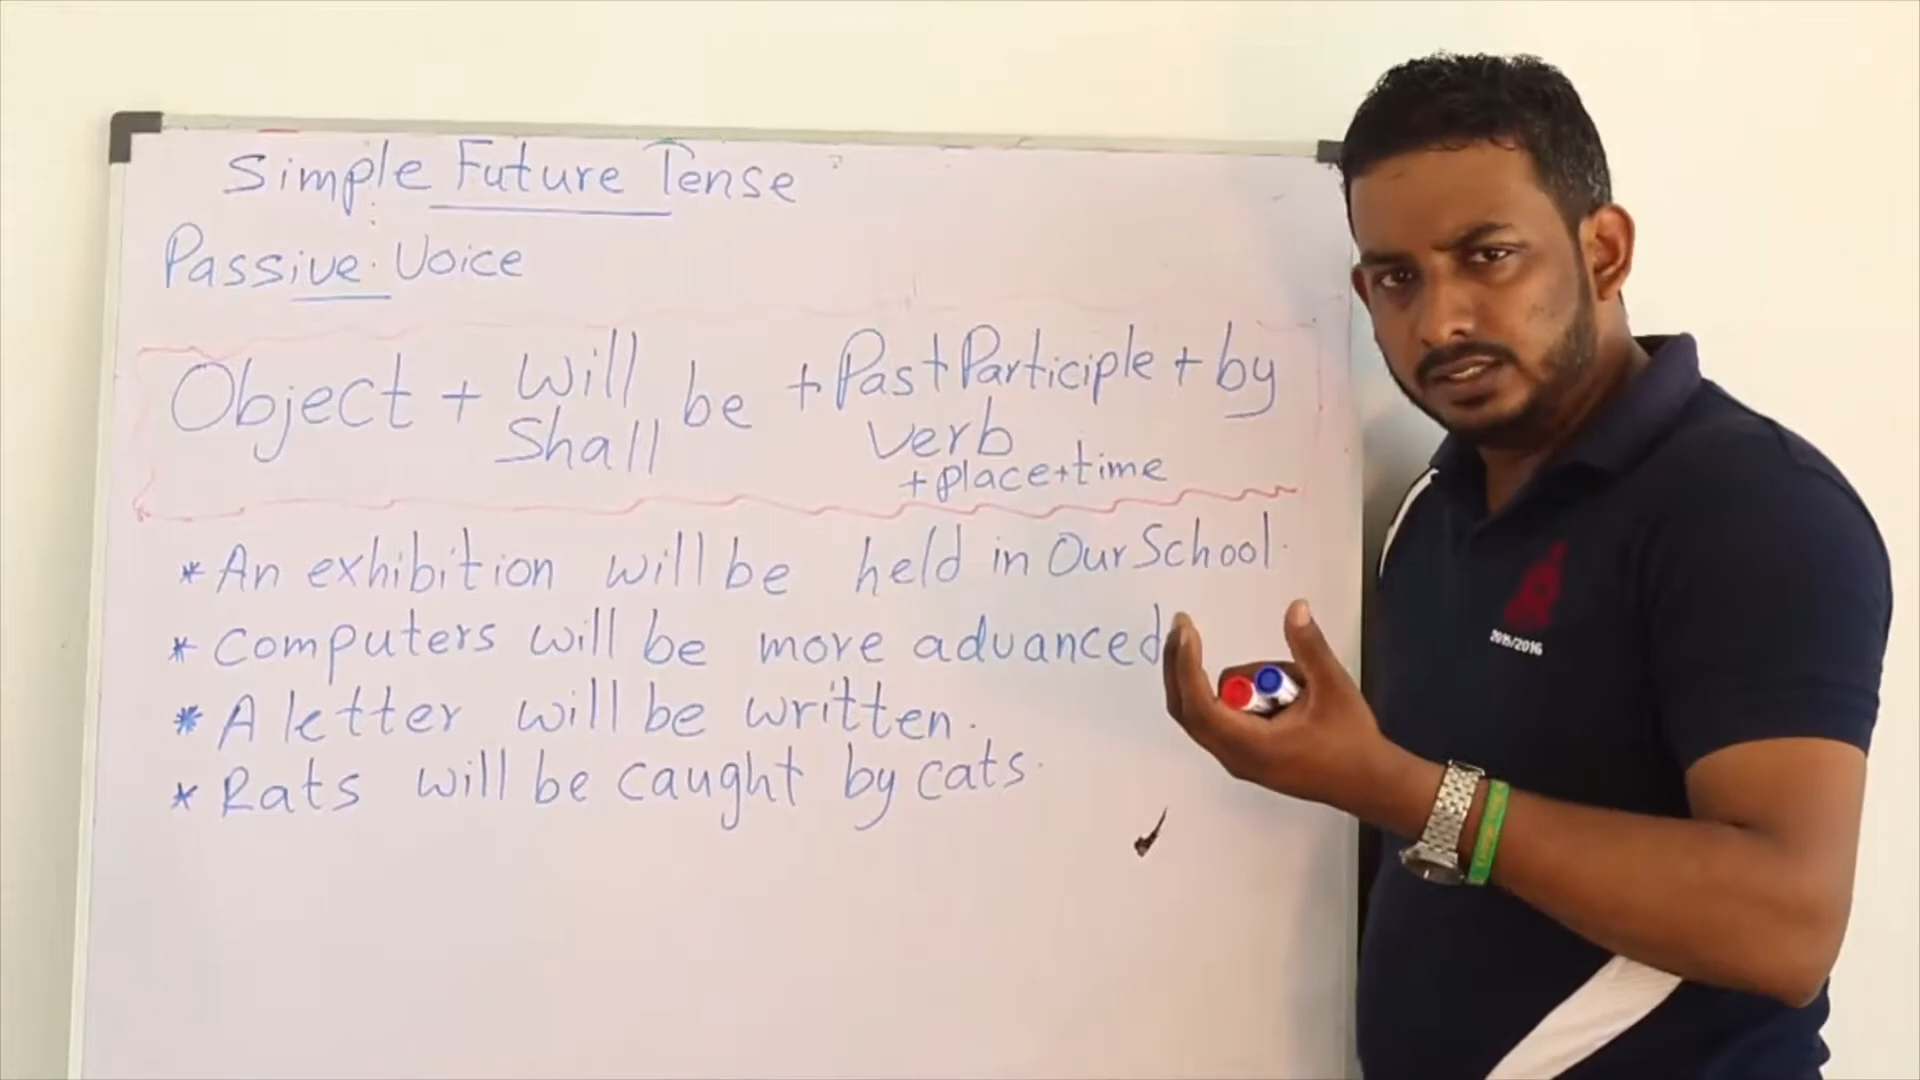 Simple Future Tense
Passive Voice
Object + Will be + Past Participle + by
Shall verb
+ place + time
* An exhibition will be held in Our School.
* Computers will be more advanced
* A letter will be written.
* Rats will be caught by cats.
2015/2016